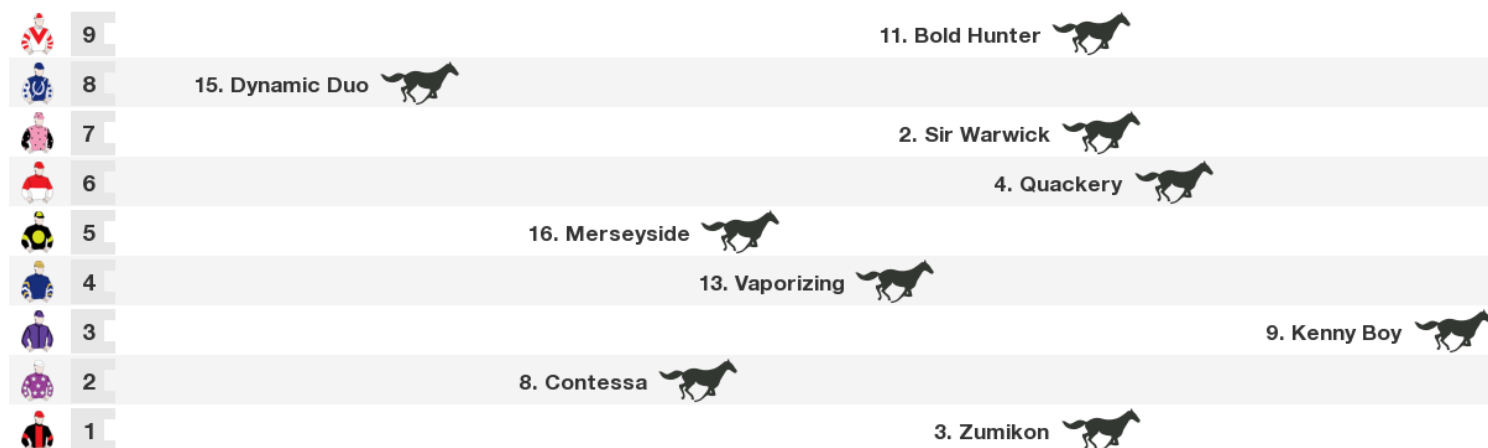 9 11. Bold Hunter
8 15. Dynamic Duo
7 2. Sir Warwick
6 4. Quackery
5 16. Merseyside
4 13. Vaporizing
3 9. Kenny Boy
2 8. Contessa
1 3. Zumikon